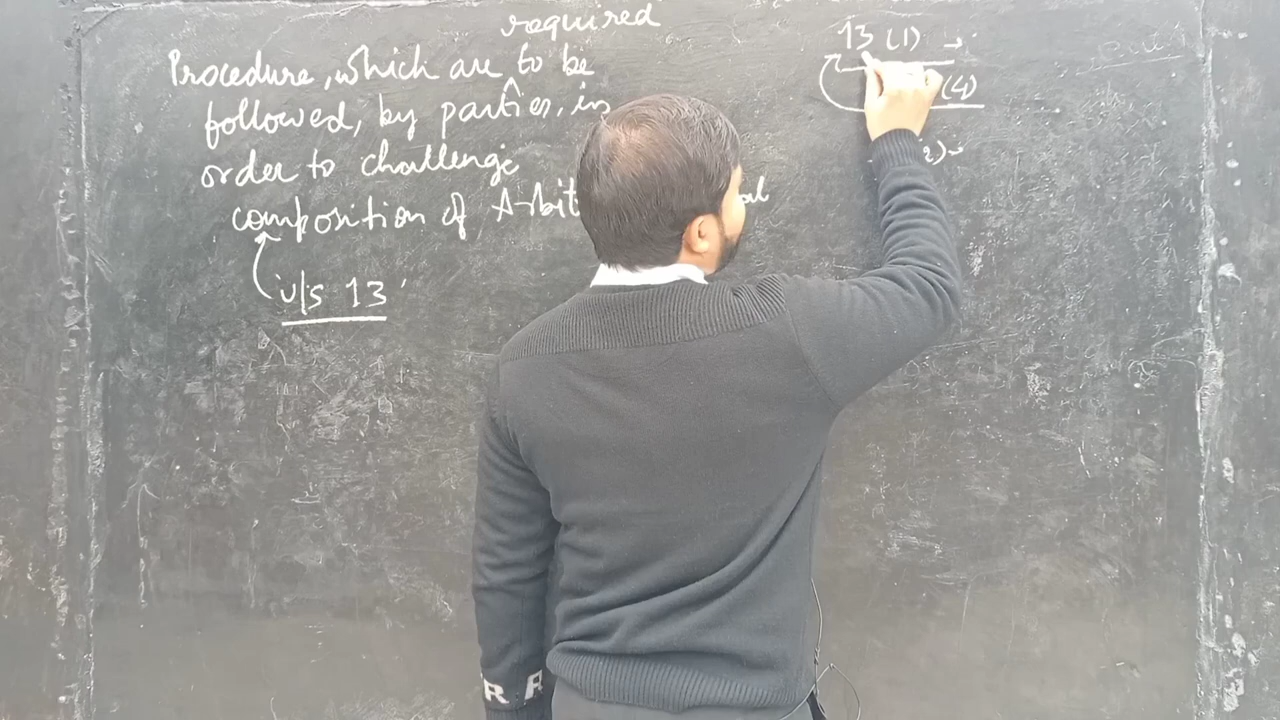 required
Procedure, which are ^ to be
followed, by parties, in
order to challenge
composition of
u/s 13
13 (1) →
(4)
R R